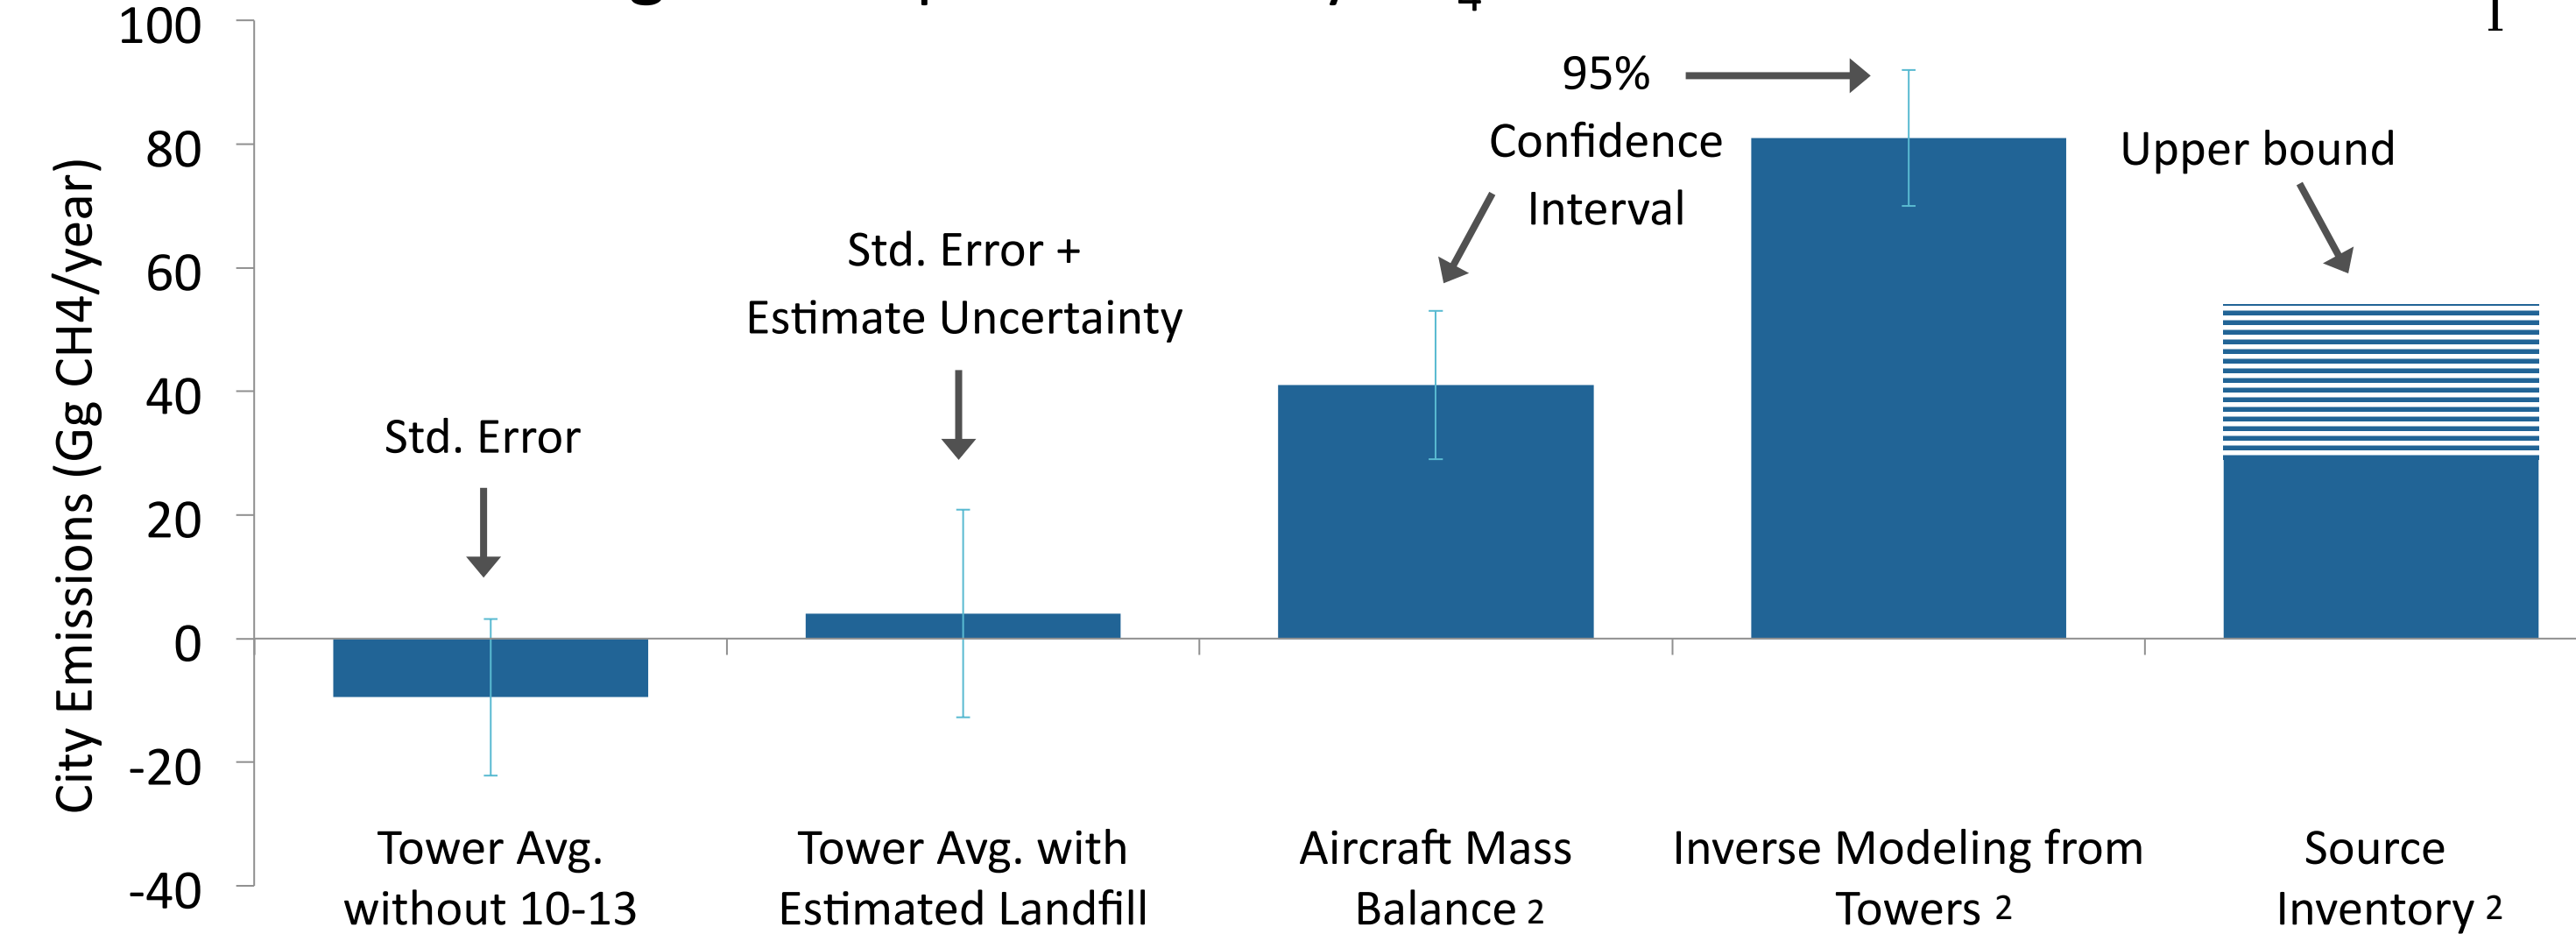 100
80
60
40
20
0
-20
-40
City Emissions (Gg CH4/year)
Std. Error
Std. Error +
Estimate Uncertainty
95%
Confidence
Interval
Upper bound
Tower Avg.
without 10-13
Tower Avg. with
Estimated Landfill
Aircraft Mass
Balance 2
Inverse Modeling from
Towers 2
Source
Inventory 2